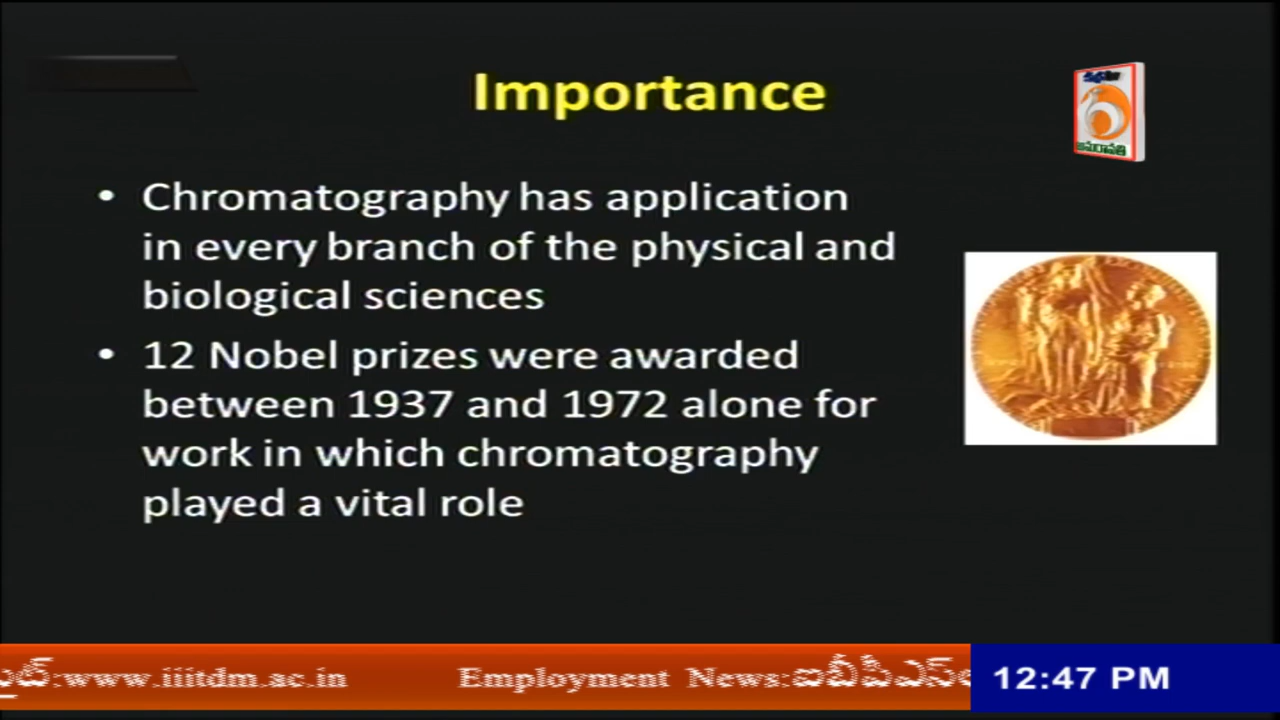 Importance
• Chromatography has application
in every branch of the physical and
biological sciences
• 12 Nobel prizes were awarded
between 1937 and 1972 alone for
work in which chromatography
played a vital role
అమరావతి
:www.iiitdm.ac.in Employment News:
12:47 PM